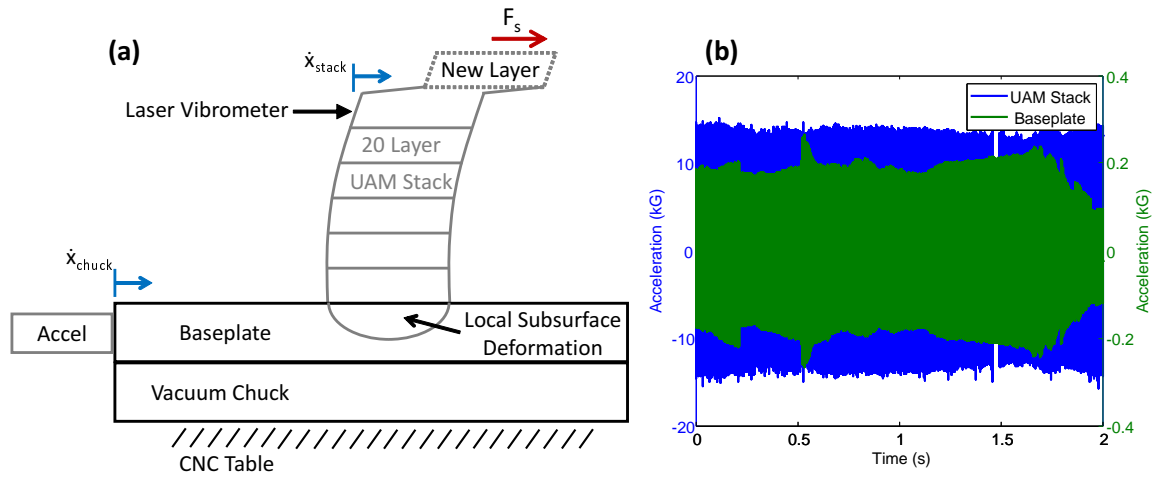 (a)
F_s
ẋ_stack
New Layer
Laser Vibrometer
20 Layer
UAM Stack
ẋ_chuck
Accel
Baseplate
Local Subsurface
Deformation
Vacuum Chuck
CNC Table
(b)
UAM Stack
Baseplate
20
10
0
-10
-20
Acceleration (kG)
0.4
0.2
0
-0.2
-0.4
Acceleration (kG)
0
0.5
1
1.5
2
Time (s)